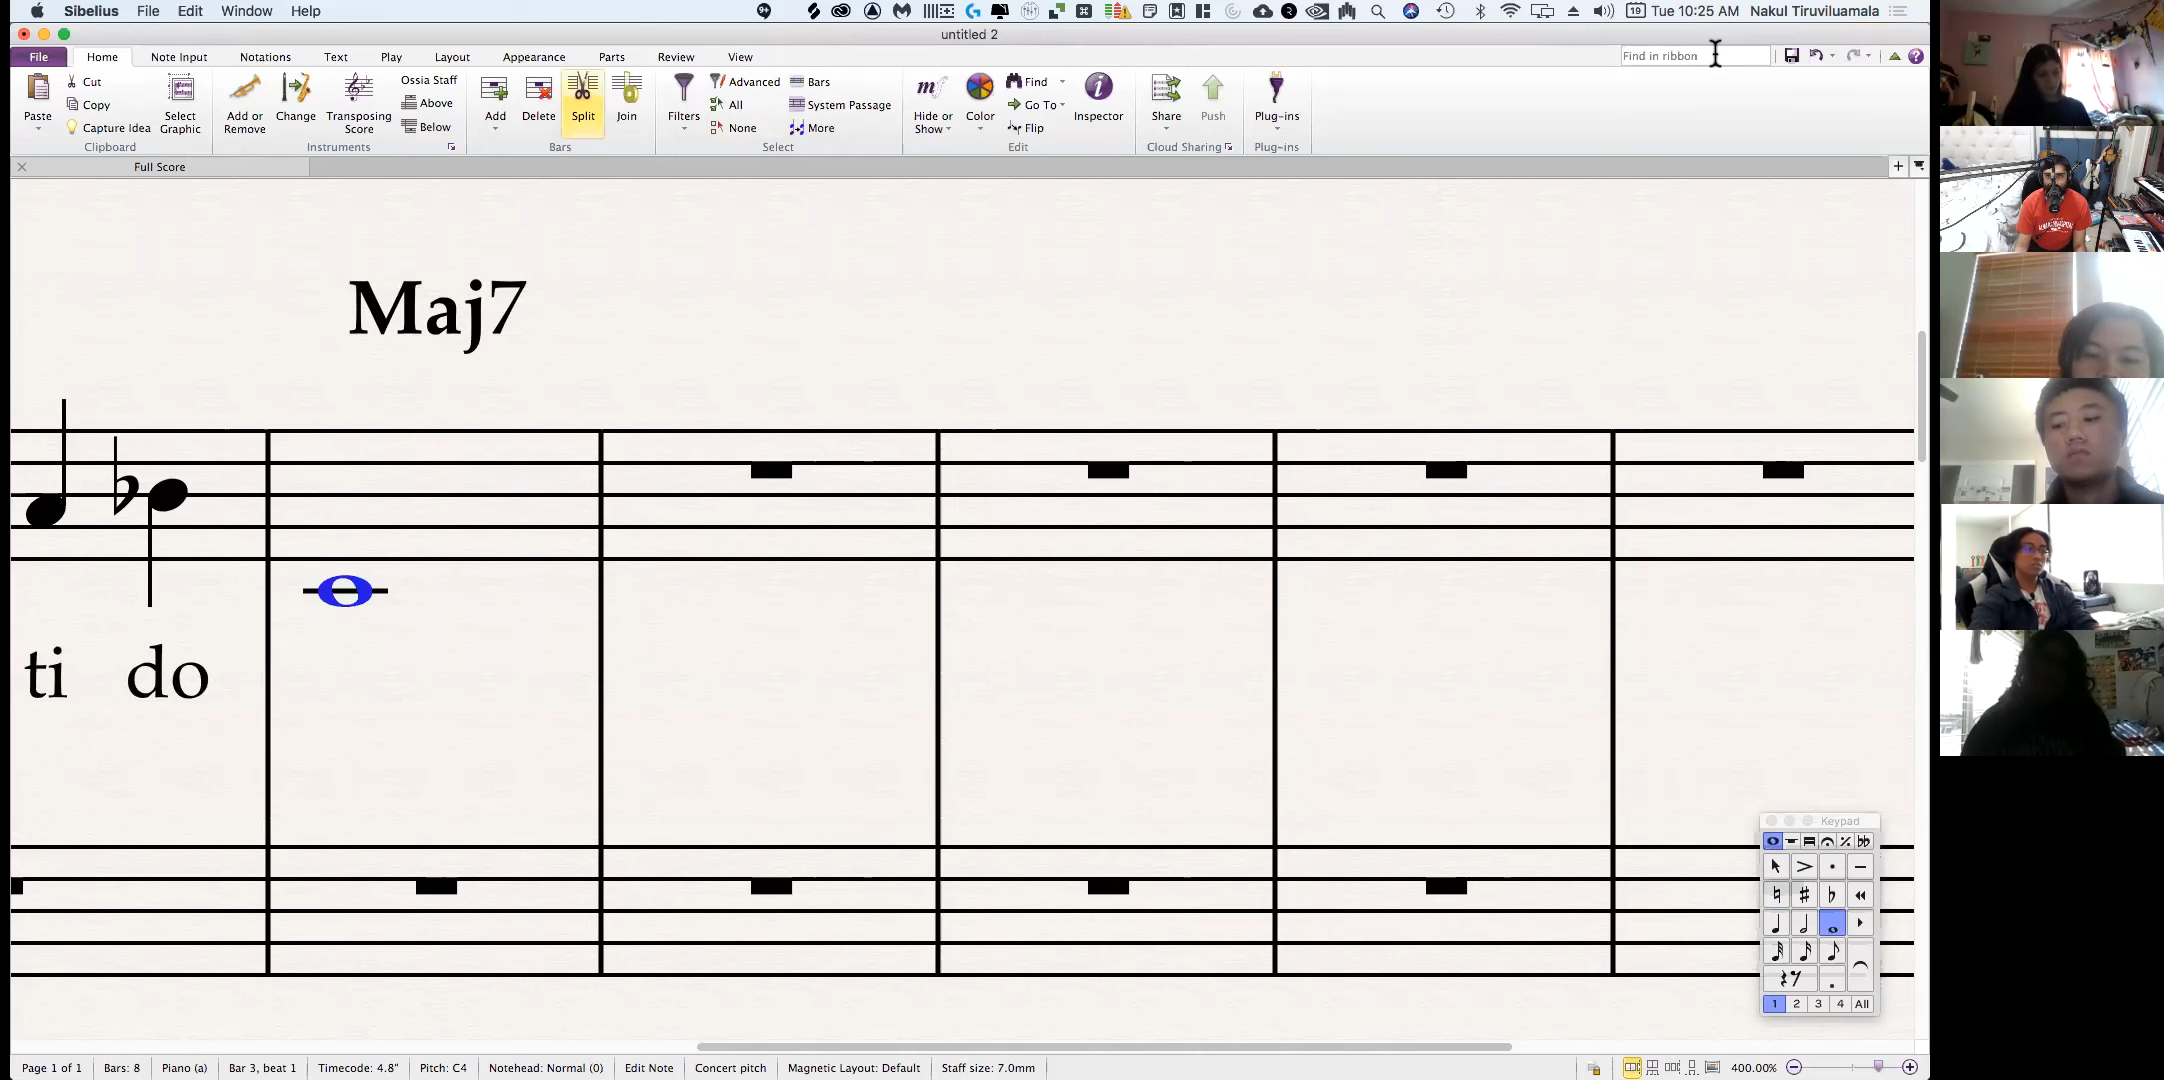 Sibelius File Edit Window Help
19 Tue 10:25 AM Nakul Tiruviluamala
untitled 2
File Home Note Input Notations Text Play Layout Appearance Parts Review View Find in ribbon
Paste Cut Copy Capture Idea Select Graphic
Add or Remove Change Transposing Score Ossia Staff Above Below
Add Delete Split Join
Filters Advanced All None Bars System Passage More
Hide or Show Color Find Go To Flip Inspector
Share Push Plug-ins
Clipboard Instruments Bars Select Edit Cloud Sharing Plug-ins
Full Score
Maj7
ti do
Keypad
1 2 3 4 All
Page 1 of 1 Bars: 8 Piano (a) Bar 3, beat 1 Timecode: 4.8" Pitch: C4 Notehead: Normal (0) Edit Note Concert pitch Magnetic Layout: Default Staff size: 7.0mm 400.00%